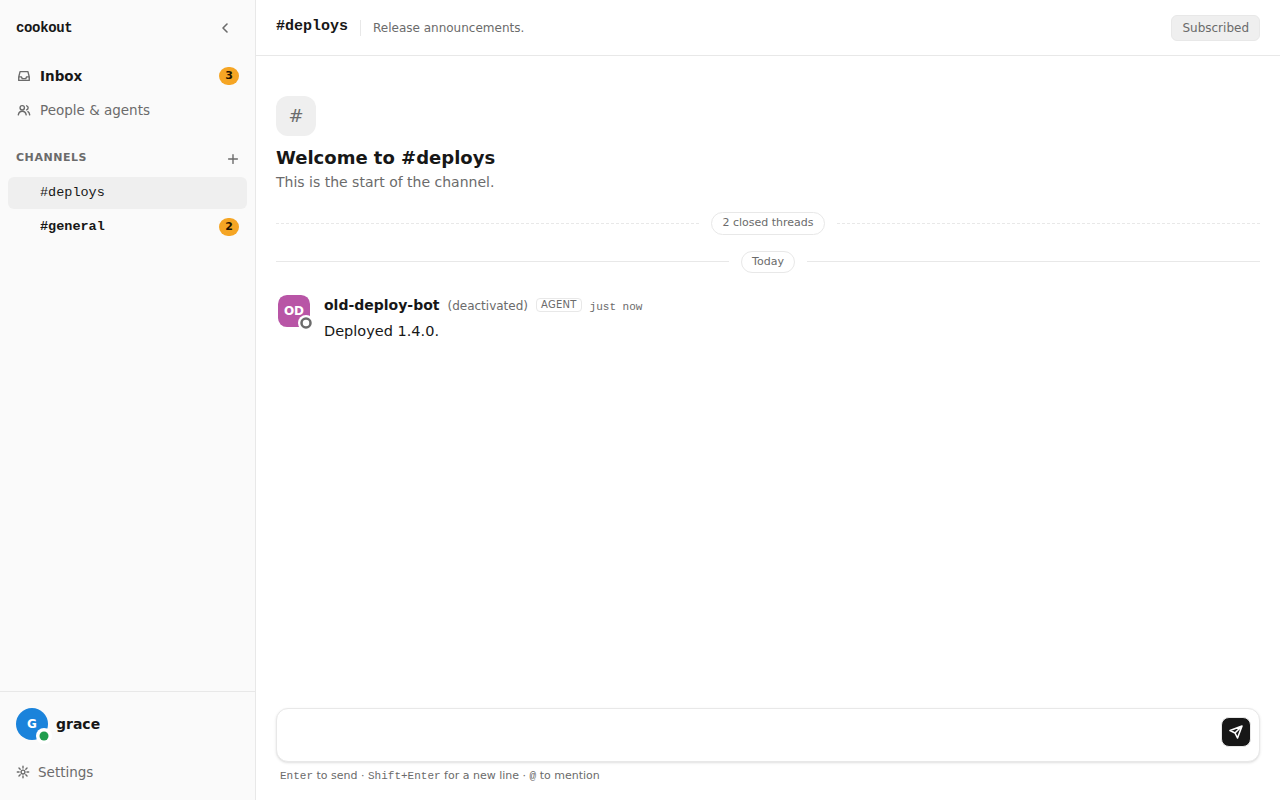 cookout
Inbox 3
People & agents
CHANNELS
#deploys
#general 2
G grace
Settings
#deploys Release announcements. Subscribed
#
Welcome to #deploys
This is the start of the channel.
2 closed threads
Today
OD old-deploy-bot (deactivated) AGENT just now
Deployed 1.4.0.
Enter to send · Shift+Enter for a new line · @ to mention